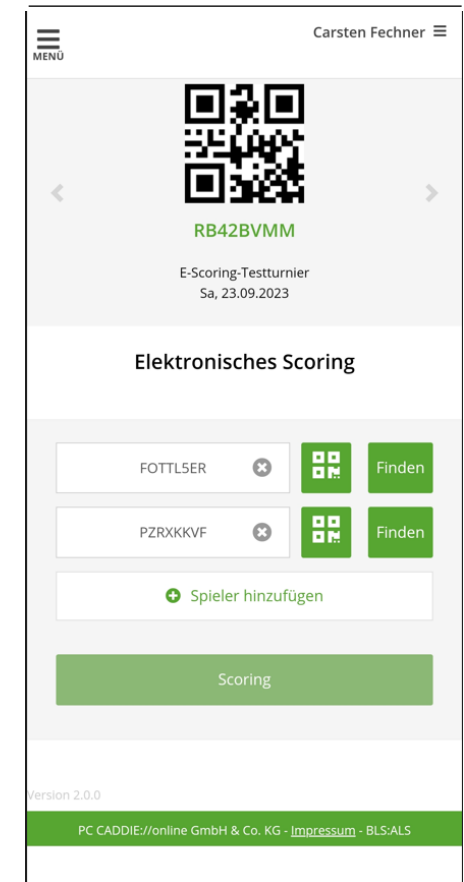 MENÜ
Carsten Fechner
RB42BVMM
E-Scoring-Testturnier
Sa, 23.09.2023
Elektronisches Scoring
FOTTL5ER
Finden
PZRXKKVF
Finden
Spieler hinzufügen
Scoring
Version 2.0.0
PC CADDIE://online GmbH & Co. KG - Impressum - BLS:ALS